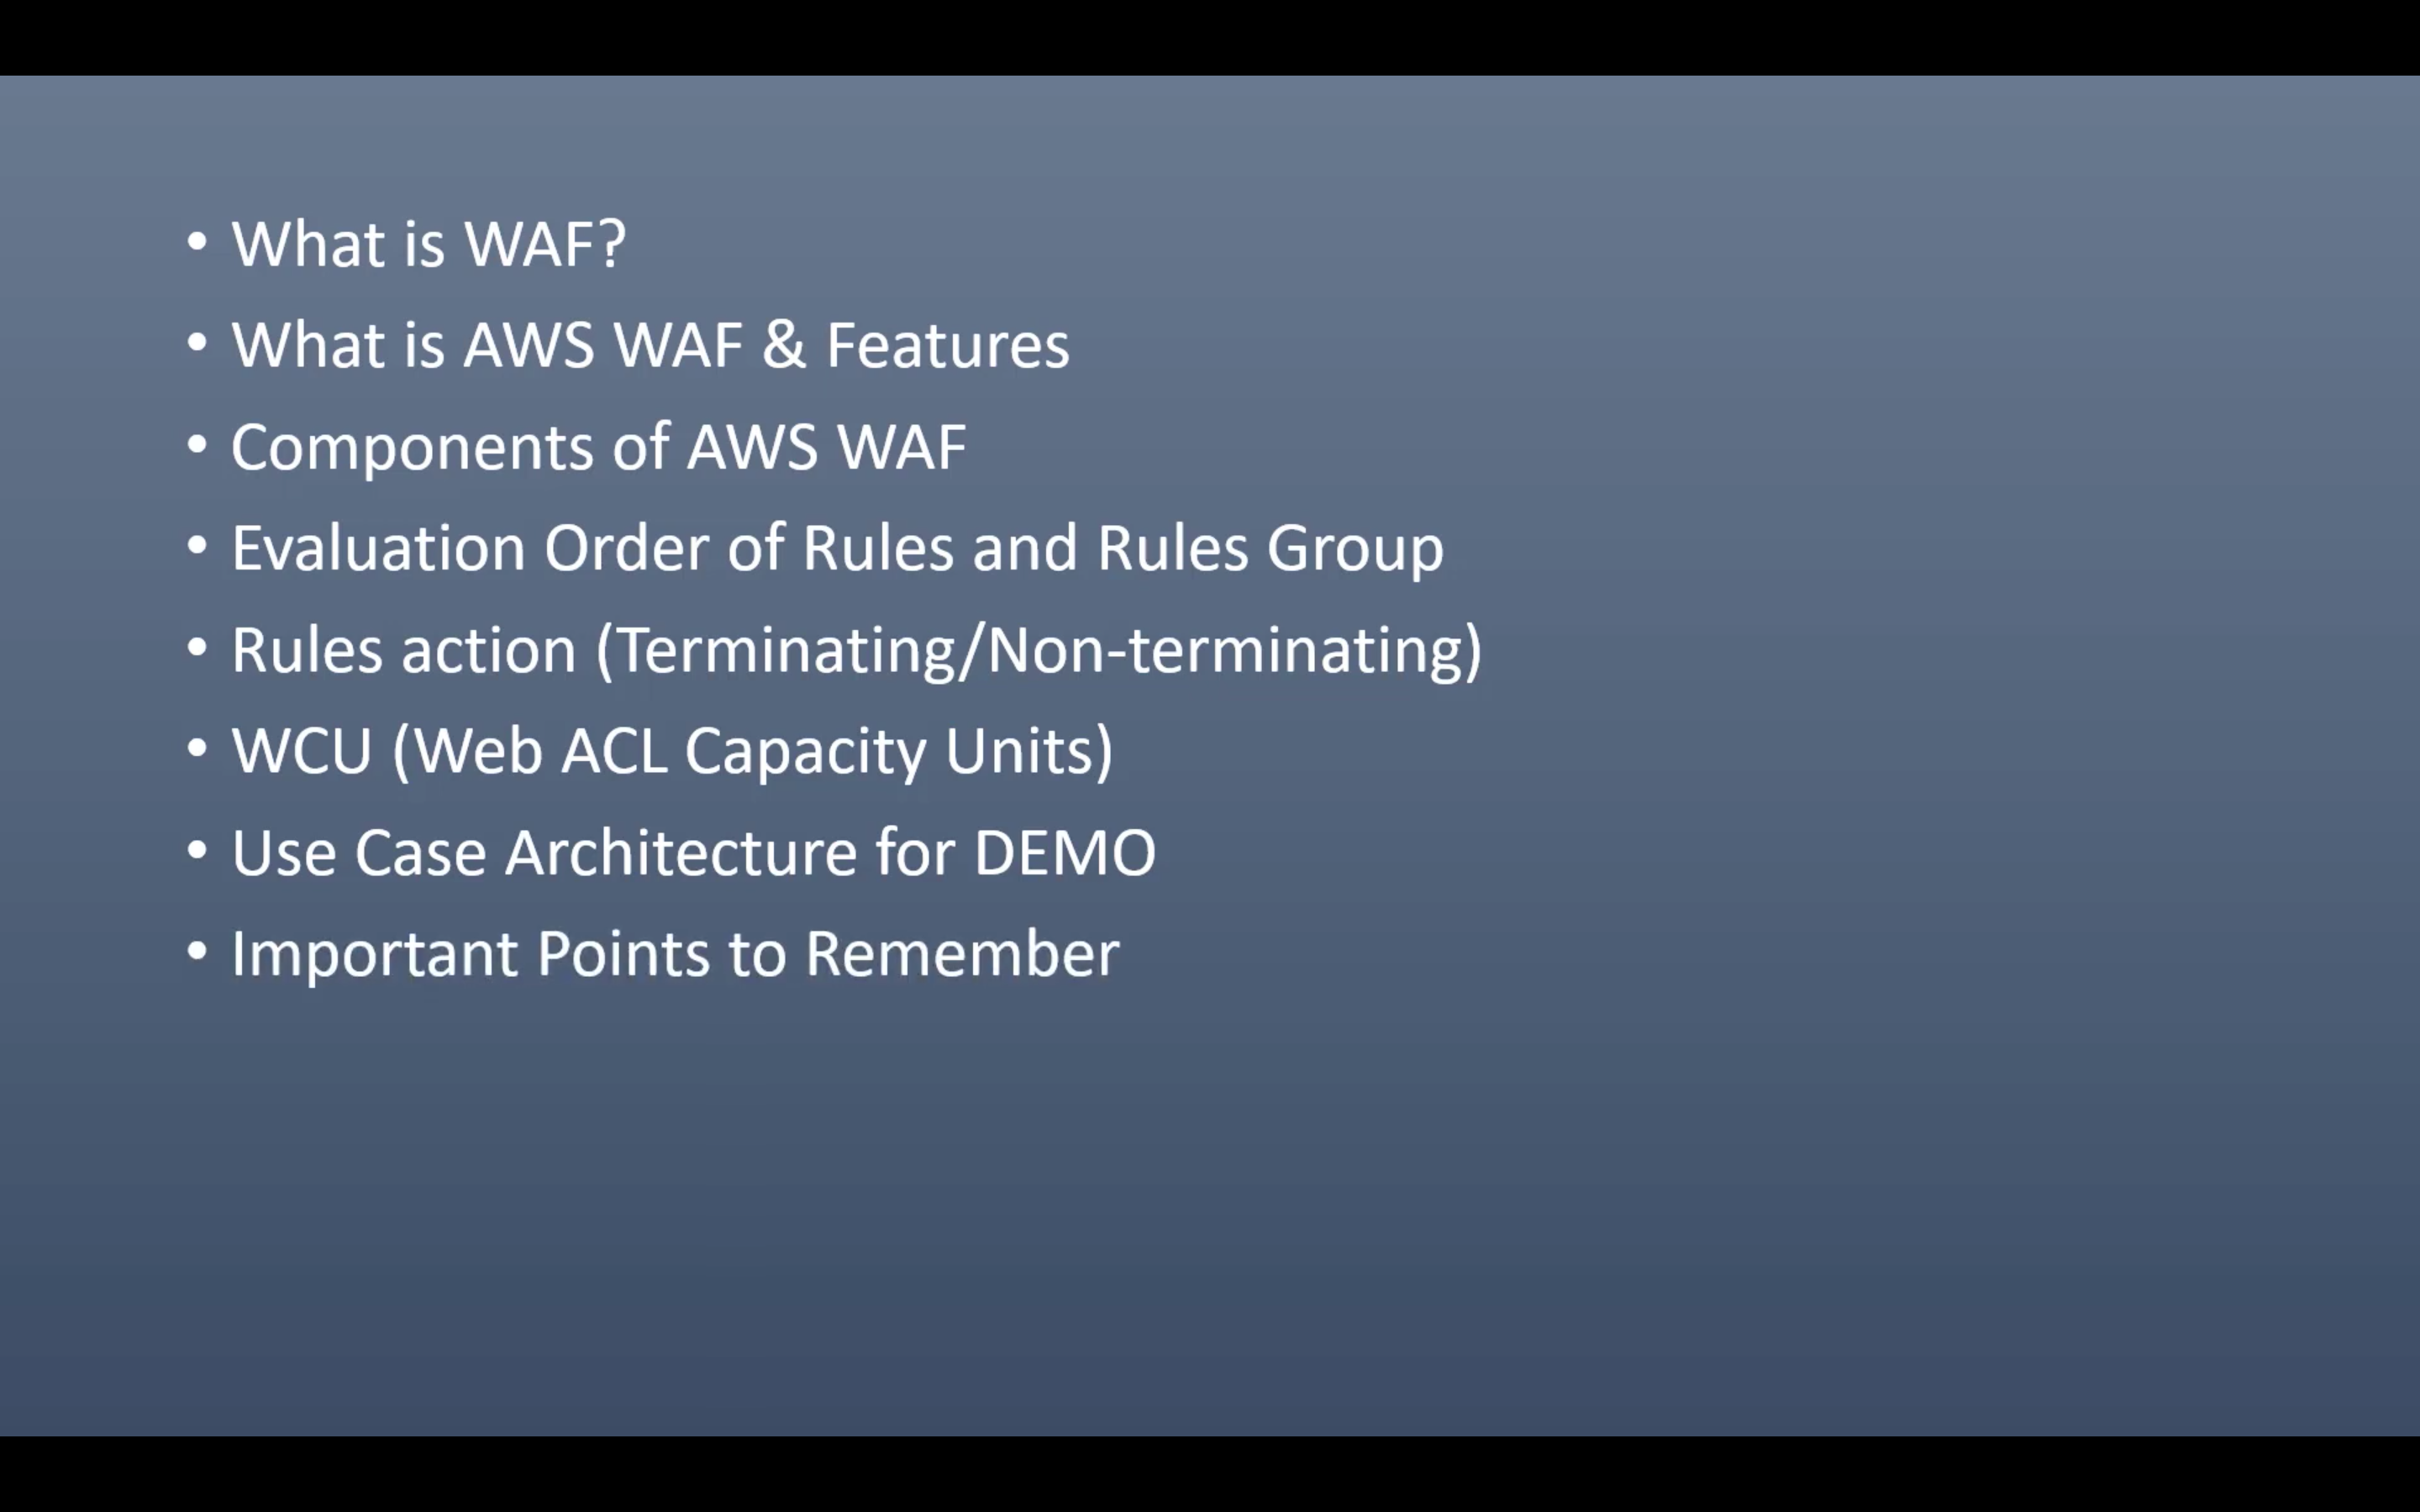 • What is WAF?
• What is AWS WAF & Features
• Components of AWS WAF
• Evaluation Order of Rules and Rules Group
• Rules action (Terminating/Non-terminating)
• WCU (Web ACL Capacity Units)
• Use Case Architecture for DEMO
• Important Points to Remember